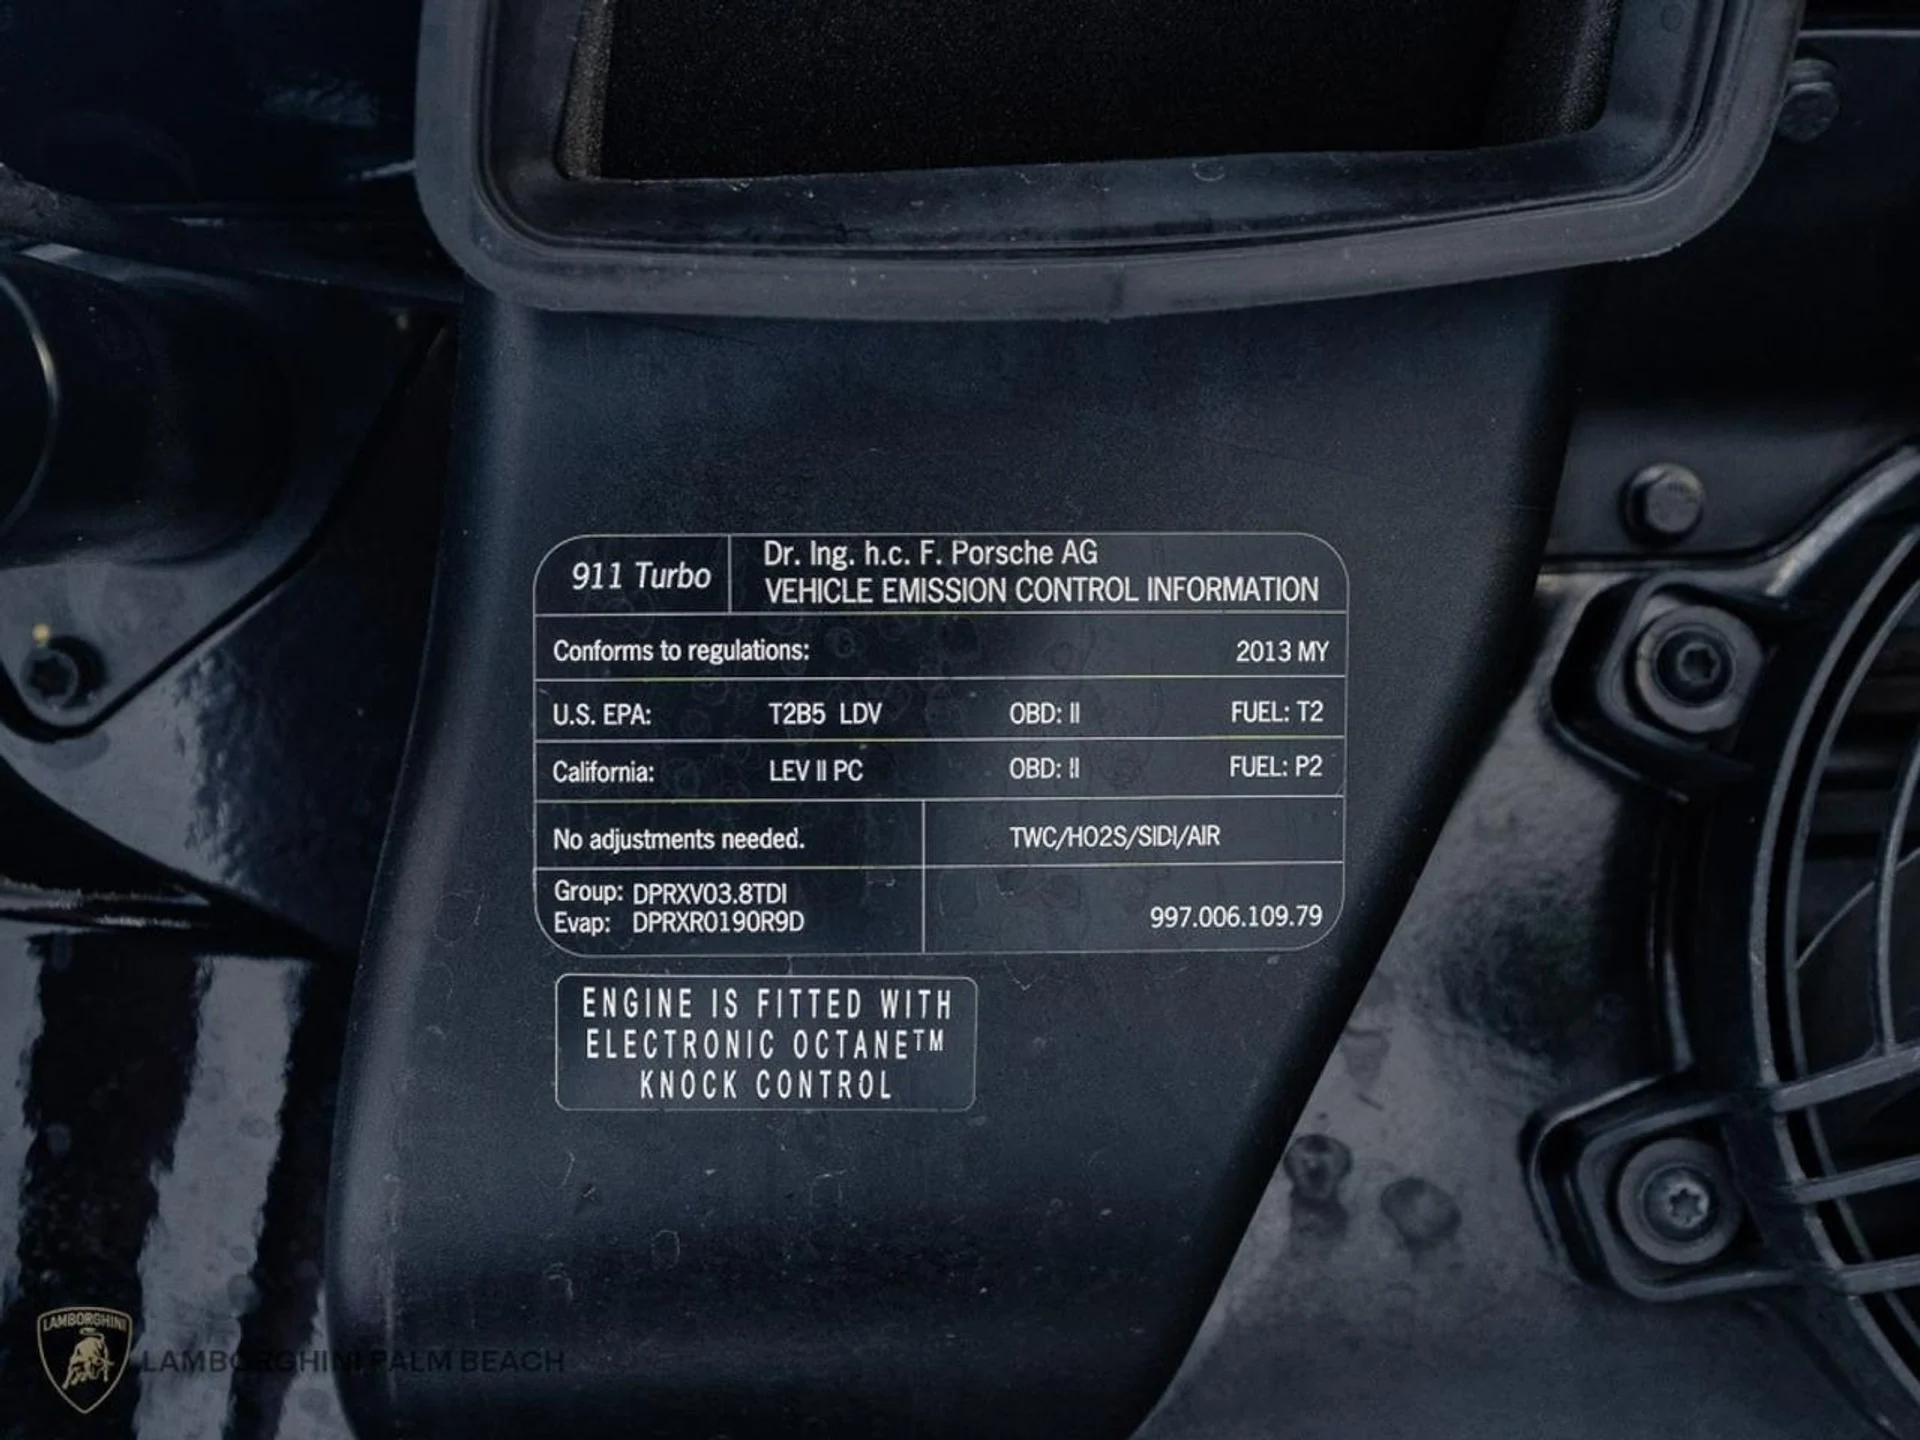 911 Turbo
Dr. Ing. h.c. F. Porsche AG
VEHICLE EMISSION CONTROL INFORMATION
Conforms to regulations: 2013 MY
U.S. EPA: T2B5 LDV OBD: II FUEL: T2
California: LEV II PC OBD: II FUEL: P2
No adjustments needed. TWC/HO2S/SIDI/AIR
Group: DPRXV03.8TDI
Evap: DPRXR0190R9D
997.006.109.79
ENGINE IS FITTED WITH
ELECTRONIC OCTANE™
KNOCK CONTROL
LAMBORGHINI
LAMBORGHINI PALM BEACH